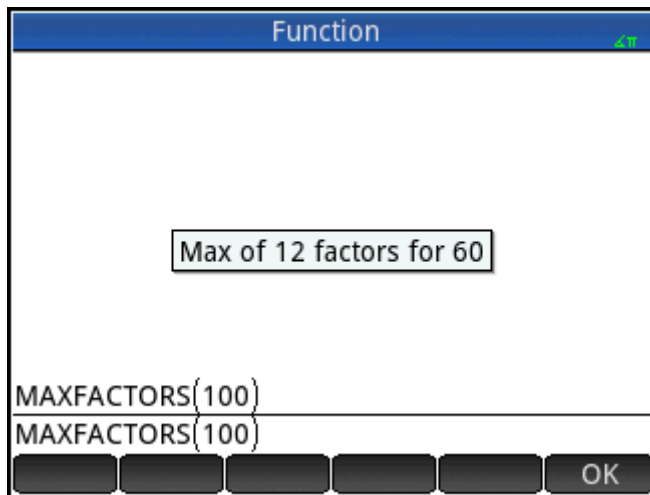 Function
∡π
Max of 12 factors for 60
MAXFACTORS(100)
MAXFACTORS(100)
OK